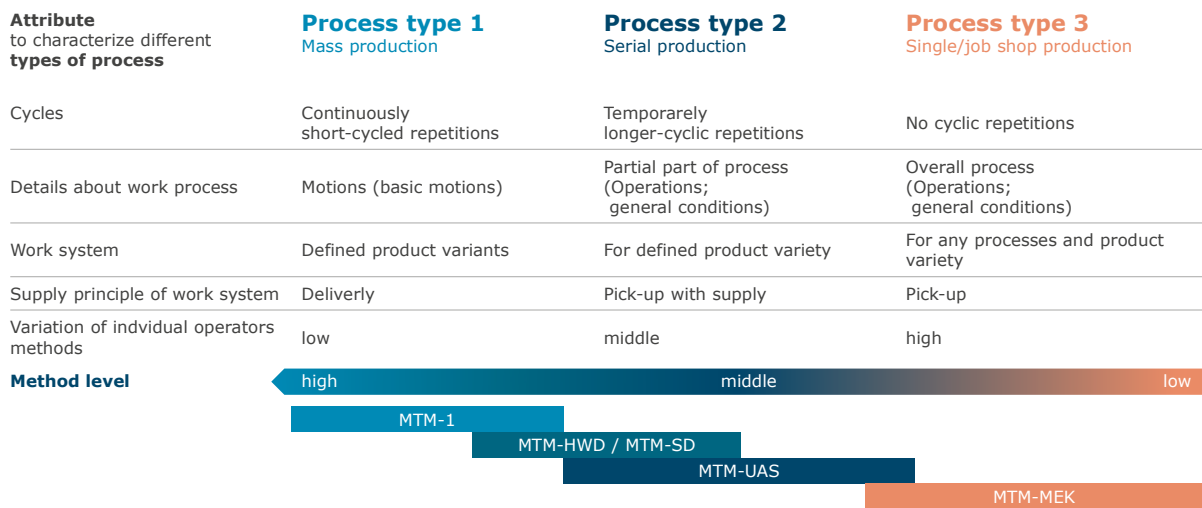 Attribute
to characterize different
types of process
Process type 1
Mass production
Process type 2
Serial production
Process type 3
Single/job shop production
Cycles
Continuously
short-cycled repetitions
Temporarely
longer-cyclic repetitions
No cyclic repetitions
Details about work process
Motions (basic motions)
Partial part of process
(Operations;
general conditions)
Overall process
(Operations;
general conditions)
Work system
Defined product variants
For defined product variety
For any processes and product
variety
Supply principle of work system
Deliverly
Pick-up with supply
Pick-up
Variation of indvidual operators
methods
low
middle
high
Method level
high
middle
low
MTM-1
MTM-HWD / MTM-SD
MTM-UAS
MTM-MEK